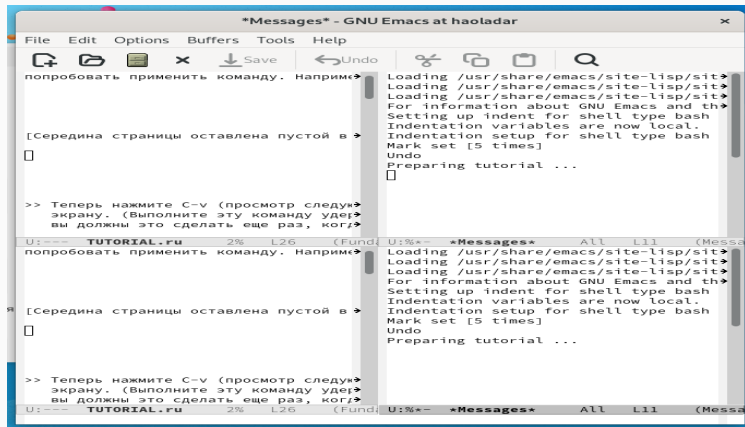 *Messages* - GNU Emacs at haoladar
File Edit Options Buffers Tools Help
Save Undo
попробовать применить команду. Наприме
[Середина страницы оставлена пустой в
>> Теперь нажмите C-v (просмотр следую
экрану. (Выполните эту команду удер
вы должны это сделать еще раз, когд
U:--- TUTORIAL.ru 2% L26 (Funda
Loading /usr/share/emacs/site-lisp/sit
Loading /usr/share/emacs/site-lisp/sit
Loading /usr/share/emacs/site-lisp/sit
For information about GNU Emacs and th
Setting up indent for shell type bash
Indentation variables are now local.
Indentation setup for shell type bash
Mark set [5 times]
Undo
Preparing tutorial ...
U:%*- *Messages* All L11 (Messa
попробовать применить команду. Наприме
[Середина страницы оставлена пустой в
>> Теперь нажмите C-v (просмотр следую
экрану. (Выполните эту команду удер
вы должны это сделать еще раз, когд
U:--- TUTORIAL.ru 2% L26 (Funda
Loading /usr/share/emacs/site-lisp/sit
Loading /usr/share/emacs/site-lisp/sit
Loading /usr/share/emacs/site-lisp/sit
For information about GNU Emacs and th
Setting up indent for shell type bash
Indentation variables are now local.
Indentation setup for shell type bash
Mark set [5 times]
Undo
Preparing tutorial ...
U:%*- *Messages* All L11 (Messa
я